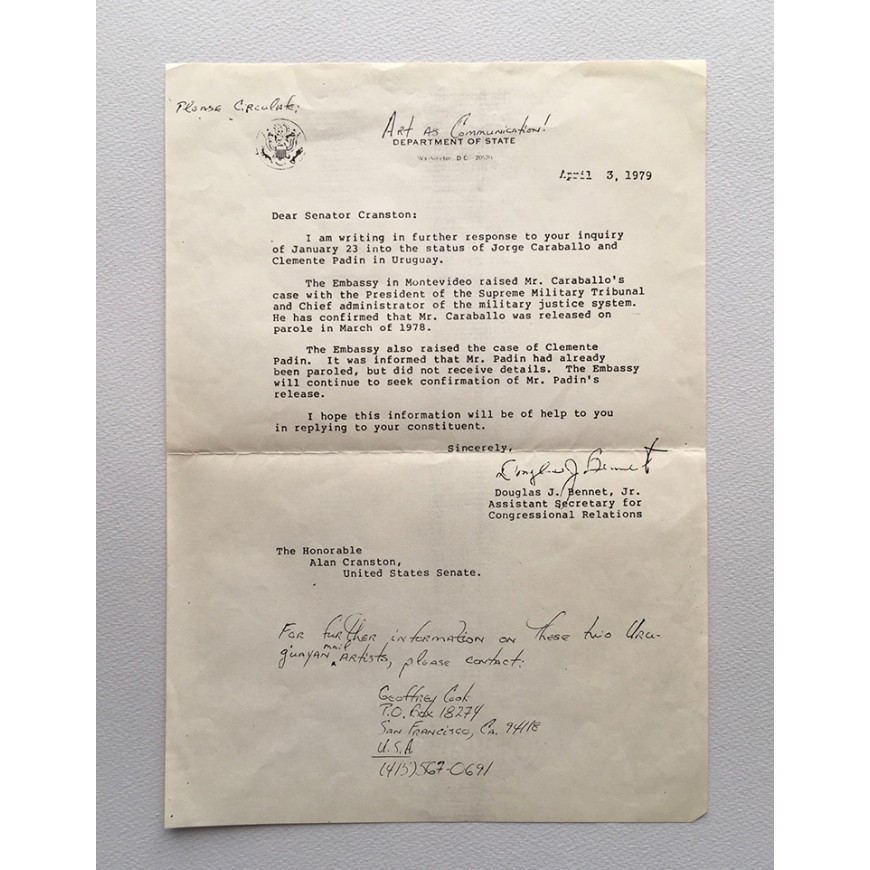 Please Circulate:
Art as Communication!
DEPARTMENT OF STATE
Washington, D.C. 20520
April 3, 1979
Dear Senator Cranston:
I am writing in further response to your inquiry
of January 23 into the status of Jorge Caraballo and
Clemente Padin in Uruguay.
The Embassy in Montevideo raised Mr. Caraballo's
case with the President of the Supreme Military Tribunal
and Chief administrator of the military justice system.
He has confirmed that Mr. Caraballo was released on
parole in March of 1978.
The Embassy also raised the case of Clemente
Padin. It was informed that Mr. Padin had already
been paroled, but did not receive details. The Embassy
will continue to seek confirmation of Mr. Padin's
release.
I hope this information will be of help to you
in replying to your constituent.
Sincerely,
Douglas J. Bennet
Douglas J. Bennet, Jr.
Assistant Secretary for
Congressional Relations
The Honorable
Alan Cranston,
United States Senate.
For further information on these two Uru-
guayan mail artists, please contact:
Geoffrey Cook
P.O. Box 18274
San Francisco, Ca. 94118
U.S.A
(415) 567-0691